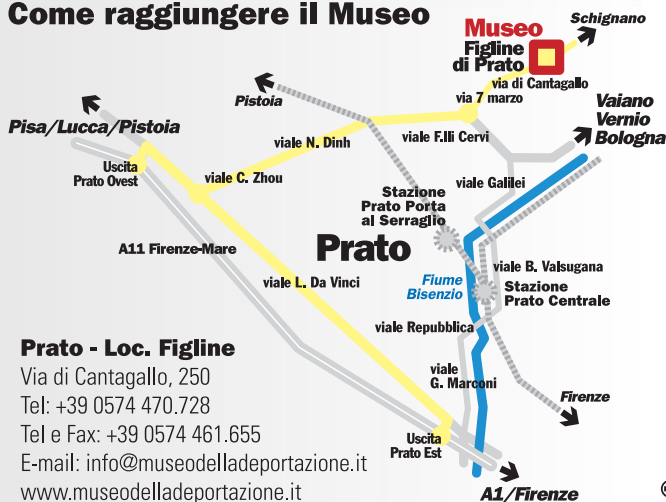 Come raggiungere il Museo
Schignano
Museo
Figline
di Prato
via di Cantagallo
via 7 marzo
Pistoia
Vaiano
Vernio
Bologna
Pisa/Lucca/Pistoia
viale N. Dinh
viale F.lli Cervi
Uscita
Prato Ovest
viale C. Zhou
viale Galilei
Stazione
Prato Porta
al Serraglio
A11 Firenze-Mare
Prato
viale B. Valsugana
viale L. Da Vinci
Fiume
Bisenzio
Stazione
Prato Centrale
viale Repubblica
Prato - Loc. Figline
viale
G. Marconi
Via di Cantagallo, 250
Firenze
Tel: +39 0574 470.728
Tel e Fax: +39 0574 461.655
Uscita
Prato Est
E-mail: info@museodelladeportazione.it
www.museodelladeportazione.it
A1/Firenze